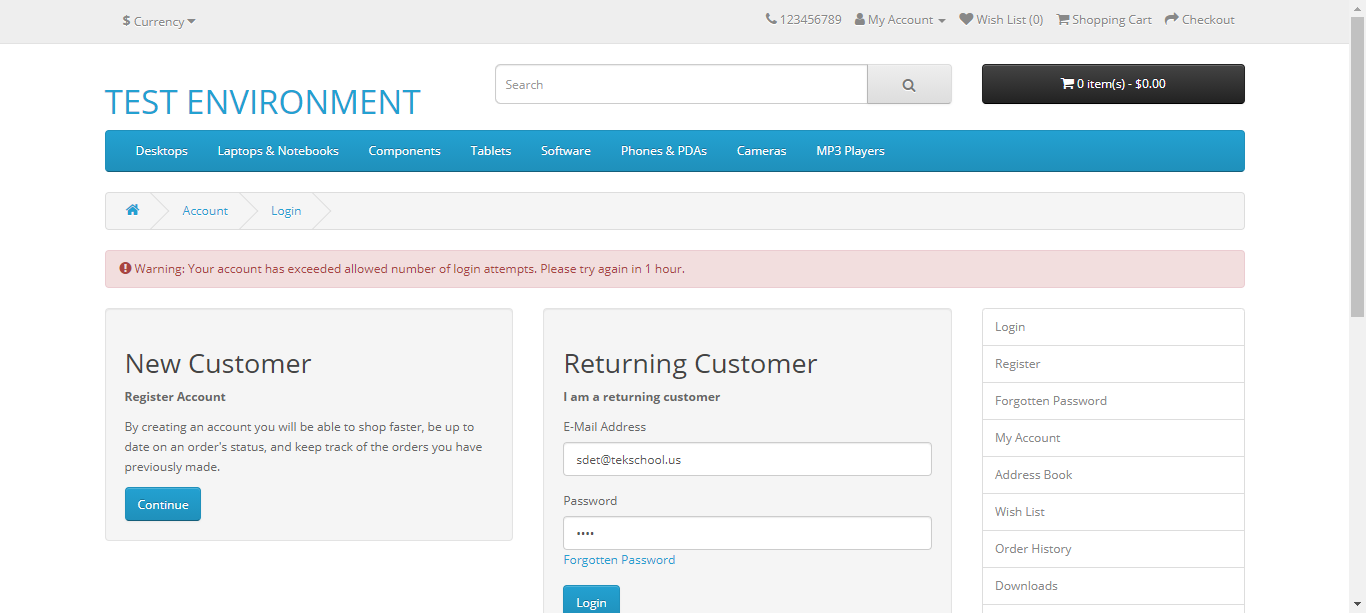 $ Currency
123456789 My Account Wish List (0) Shopping Cart Checkout
TEST ENVIRONMENT
Search
0 item(s) - $0.00
Desktops Laptops & Notebooks Components Tablets Software Phones & PDAs Cameras MP3 Players
Account Login
Warning: Your account has exceeded allowed number of login attempts. Please try again in 1 hour.
New Customer
Register Account
By creating an account you will be able to shop faster, be up to
date on an order's status, and keep track of the orders you have
previously made.
Continue
Returning Customer
I am a returning customer
E-Mail Address
sdet@tekschool.us
Password
••••
Forgotten Password
Login
Login
Register
Forgotten Password
My Account
Address Book
Wish List
Order History
Downloads